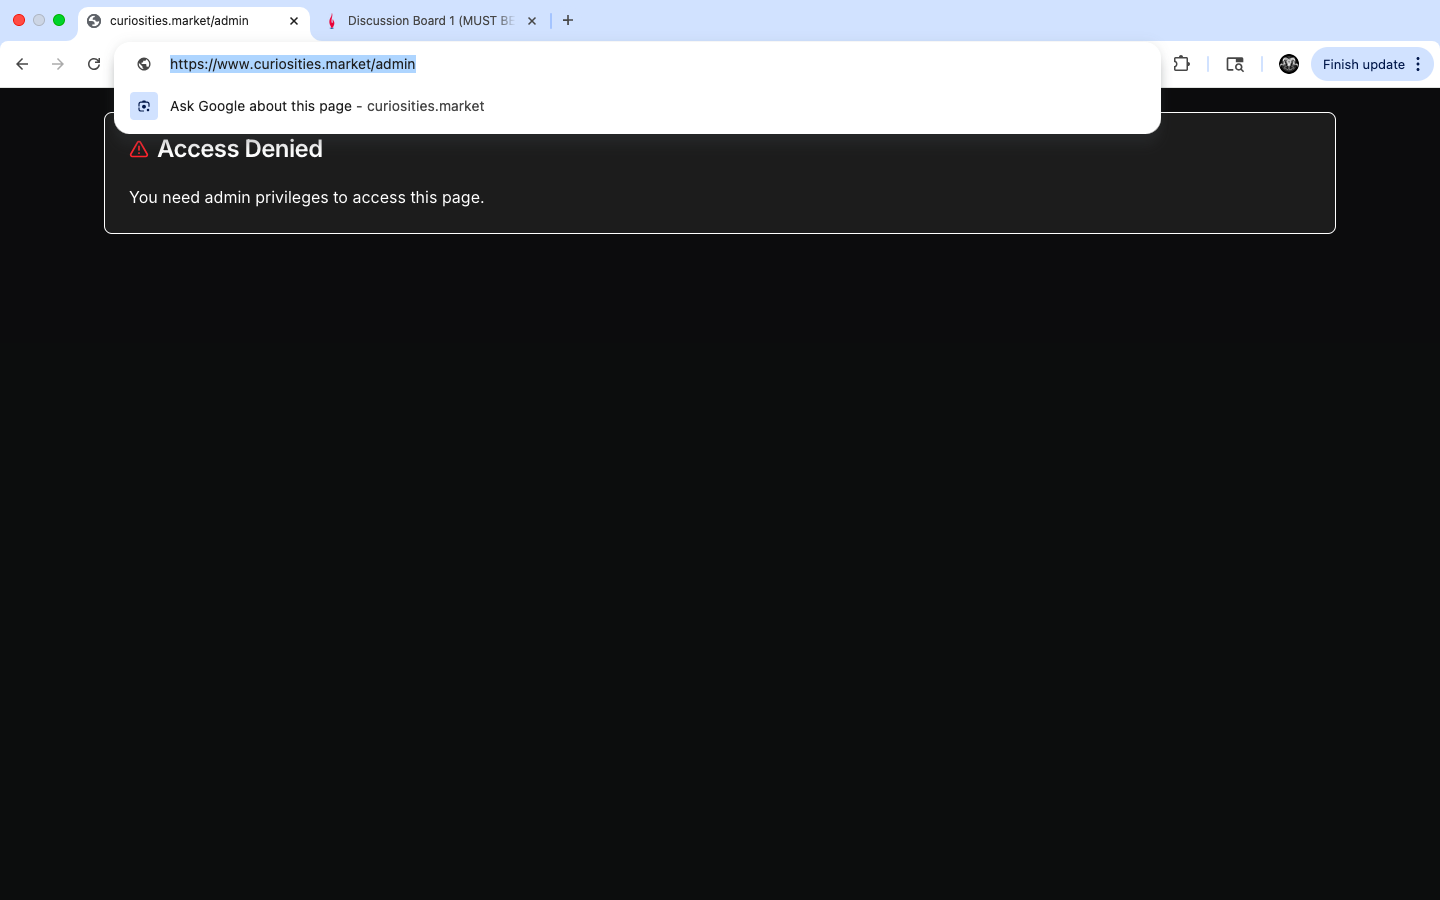 curiosities.market/admin
Discussion Board 1 (MUST BE
https://www.curiosities.market/admin
Finish update
Ask Google about this page - curiosities.market
Access Denied
You need admin privileges to access this page.